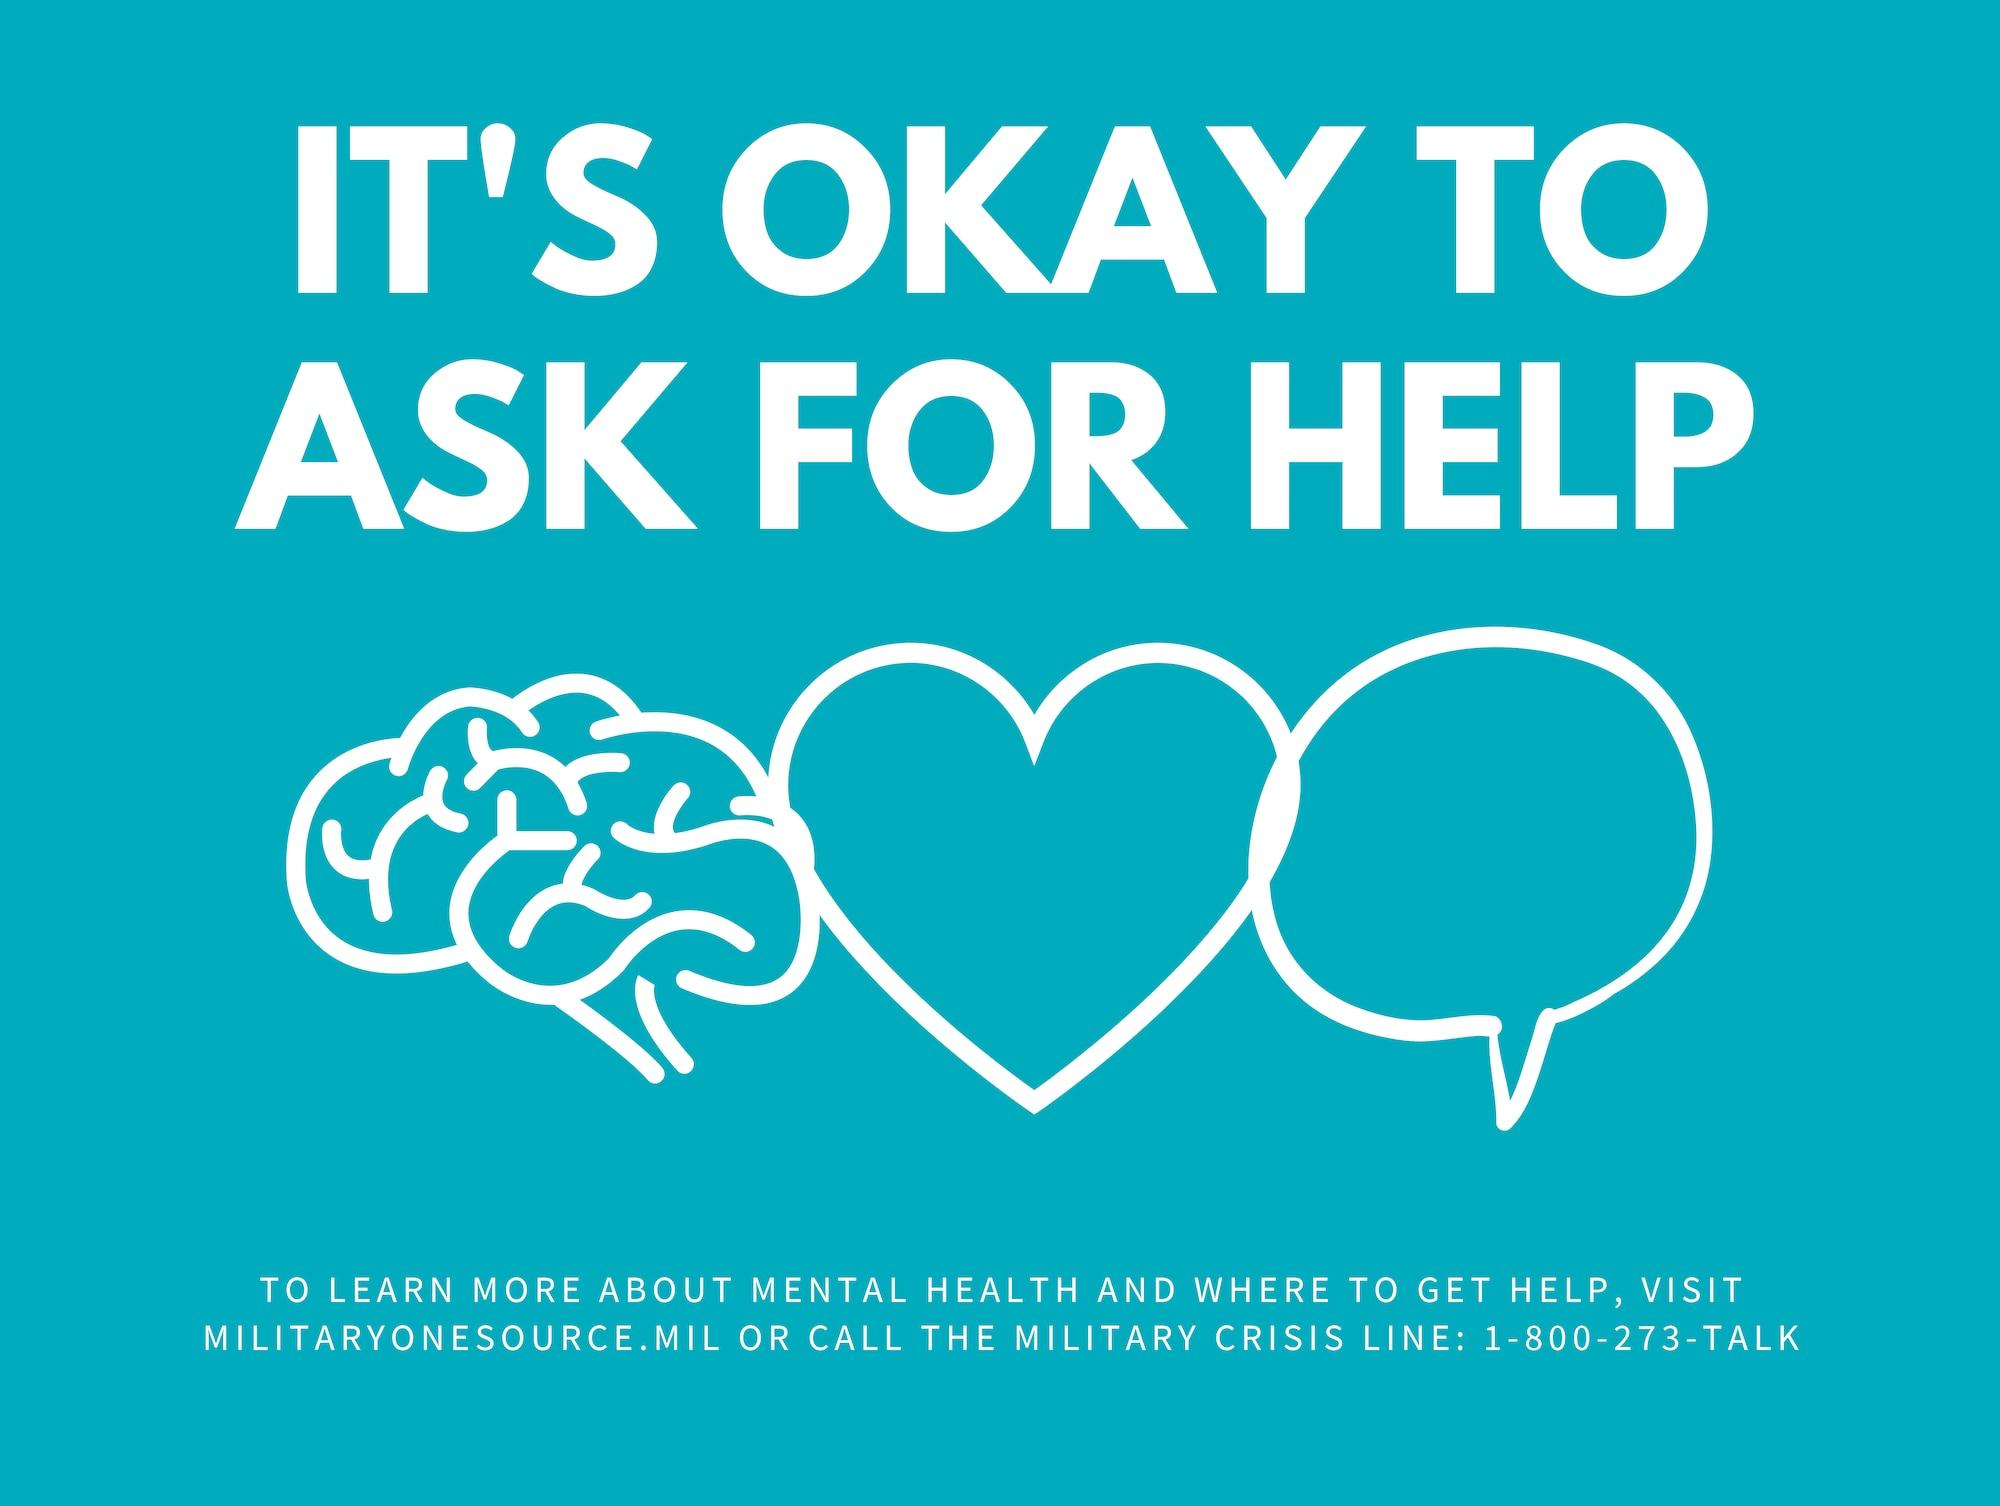 IT'S OKAY TO
ASK FOR HELP
TO LEARN MORE ABOUT MENTAL HEALTH AND WHERE TO GET HELP, VISIT
MILITARYONESOURCE.MIL OR CALL THE MILITARY CRISIS LINE: 1-800-273-TALK